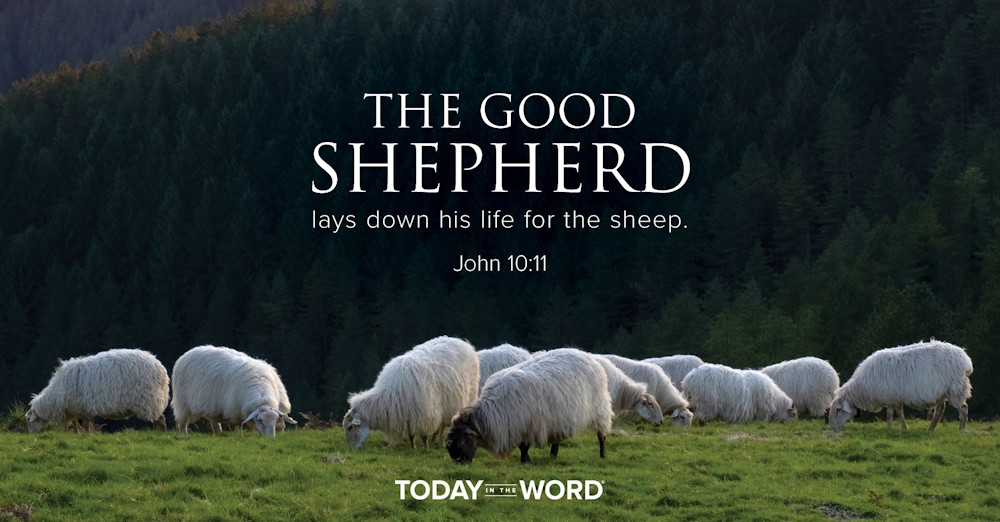 THE GOOD
SHEPHERD
lays down his life for the sheep.
John 10:11
TODAY IN THE WORD®